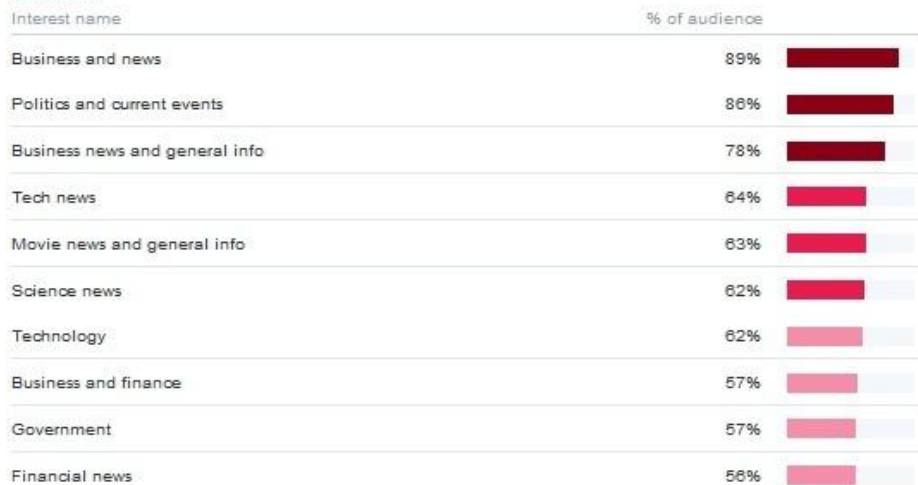 Interest name % of audience
Business and news 89%
Politics and current events 86%
Business news and general info 78%
Tech news 64%
Movie news and general info 63%
Science news 62%
Technology 62%
Business and finance 57%
Government 57%
Financial news 56%